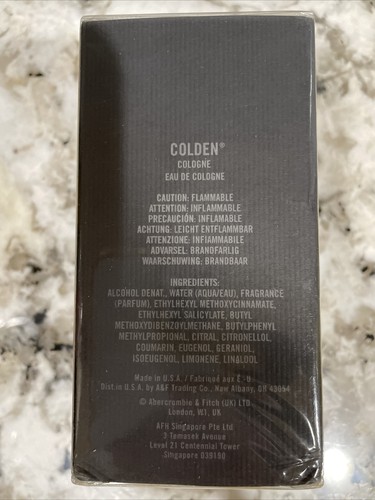 COLDEN®
COLOGNE
EAU DE COLOGNE
CAUTION: FLAMMABLE
ATTENTION: INFLAMMABLE
PRECAUCIÓN: INFLAMABLE
ACHTUNG: LEICHT ENTFLAMMBAR
ATTENZIONE: INFIAMMABILE
ADVARSEL: BRANDFARLIG
WAARSCHUWING: BRANDBAAR
INGREDIENTS:
ALCOHOL DENAT., WATER (AQUA/EAU), FRAGRANCE
(PARFUM), ETHYLHEXYL METHOXYCINNAMATE,
ETHYLHEXYL SALICYLATE, BUTYL
METHOXYDIBENZOYLMETHANE, BUTYLPHENYL
METHYLPROPIONAL, CITRAL, CITRONELLOL,
COUMARIN, EUGENOL, GERANIOL,
ISOEUGENOL, LIMONENE, LINALOOL
Made in U.S.A. / Fabriqué aux É.-U.
Dist.in U.S.A. by A&F Trading Co., New Albany, OH 43054
© Abercrombie & Fitch (UK) LTD
London, W1, UK
AFH Singapore Pte Ltd
3 Temasek Avenue
Level 21 Centennial Tower
Singapore 039190